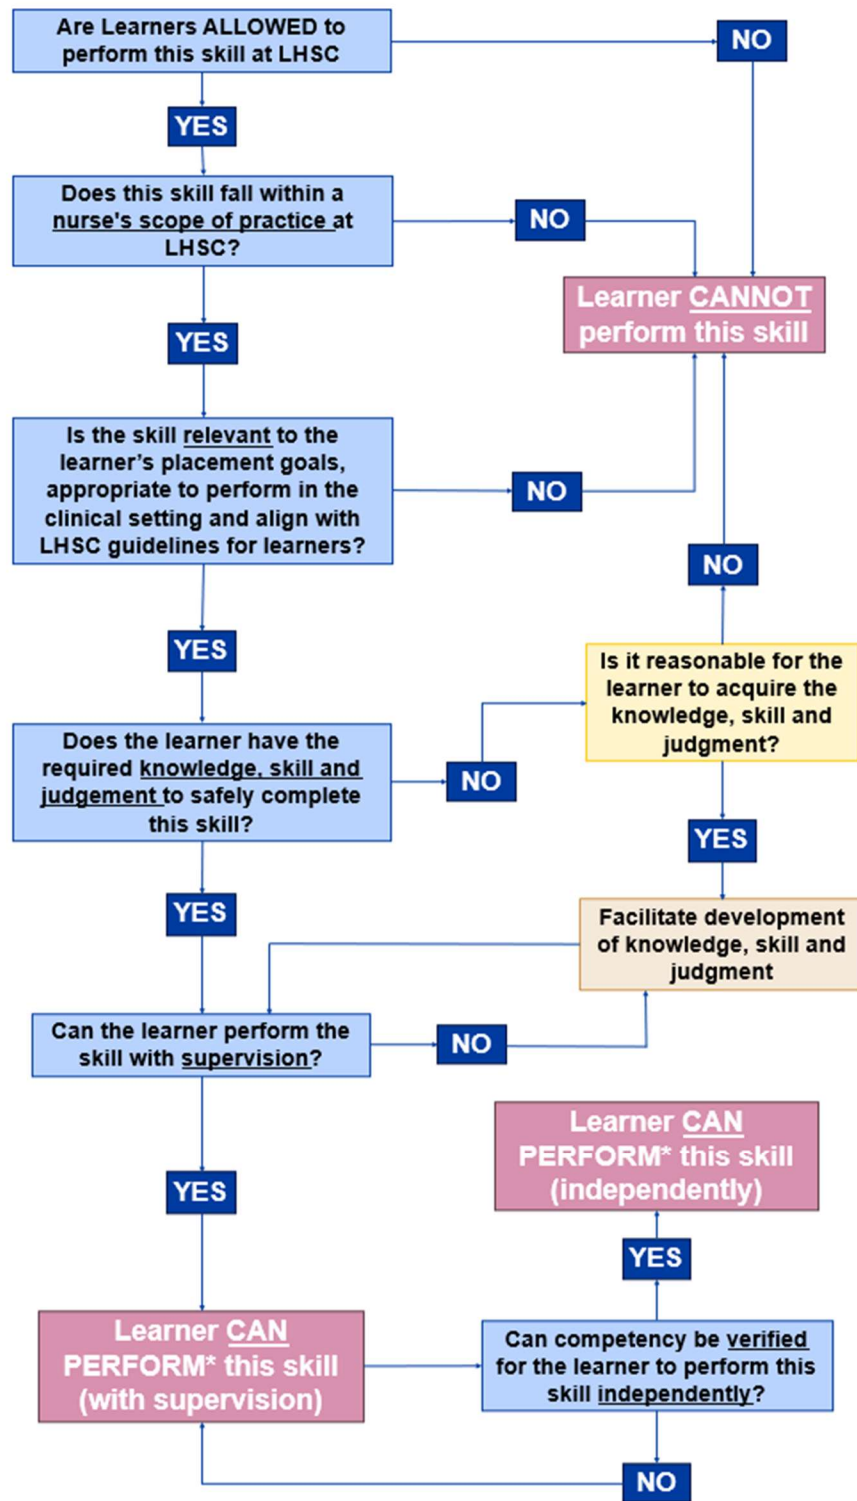 Are Learners ALLOWED to
perform this skill at LHSC
NO
YES
Does this skill fall within a
nurse's scope of practice at
LHSC?
NO
Learner CANNOT
perform this skill
YES
Is the skill relevant to the
learner’s placement goals,
appropriate to perform in the
clinical setting and align with
LHSC guidelines for learners?
NO
NO
YES
Is it reasonable for the
learner to acquire the
knowledge, skill and
judgment?
Does the learner have the
required knowledge, skill and
judgement to safely complete
this skill?
NO
YES
YES
Facilitate development
of knowledge, skill and
judgment
Can the learner perform the
skill with supervision?
NO
Learner CAN
PERFORM* this skill
(independently)
YES
YES
Learner CAN
PERFORM* this skill
(with supervision)
Can competency be verified
for the learner to perform this
skill independently?
NO